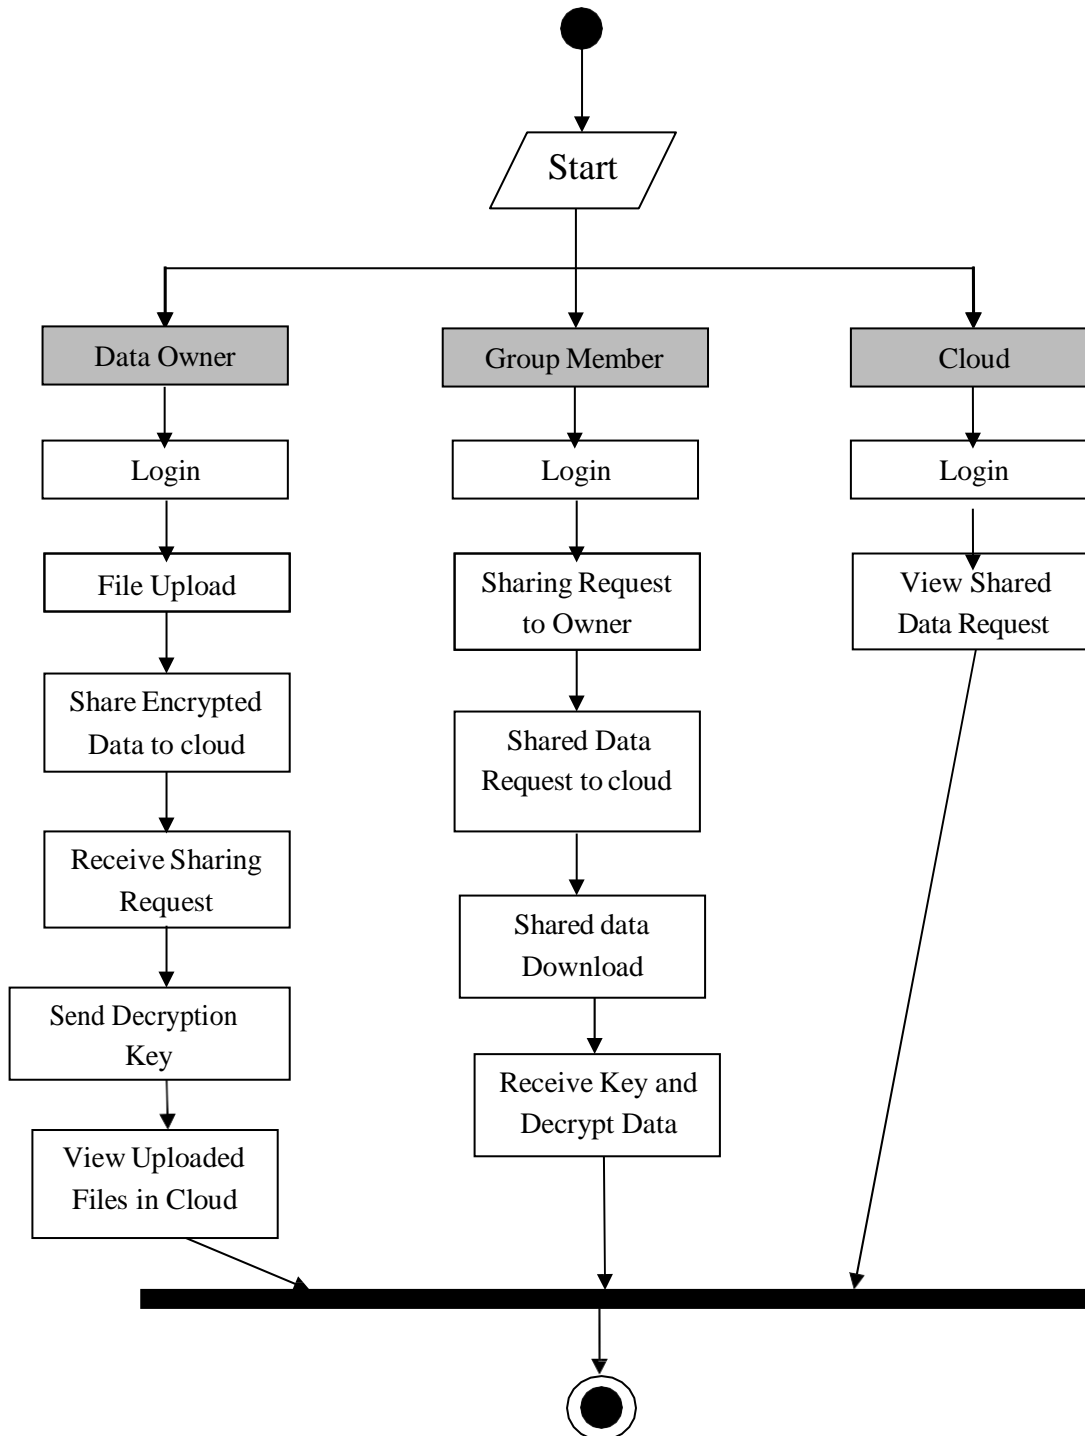 Start
Data Owner
Group Member
Cloud
Login
Login
Login
File Upload
Sharing Request
to Owner
View Shared
Data Request
Share Encrypted
Data to cloud
Shared Data
Request to cloud
Receive Sharing
Request
Shared data
Download
Send Decryption
Key
Receive Key and
Decrypt Data
View Uploaded
Files in Cloud